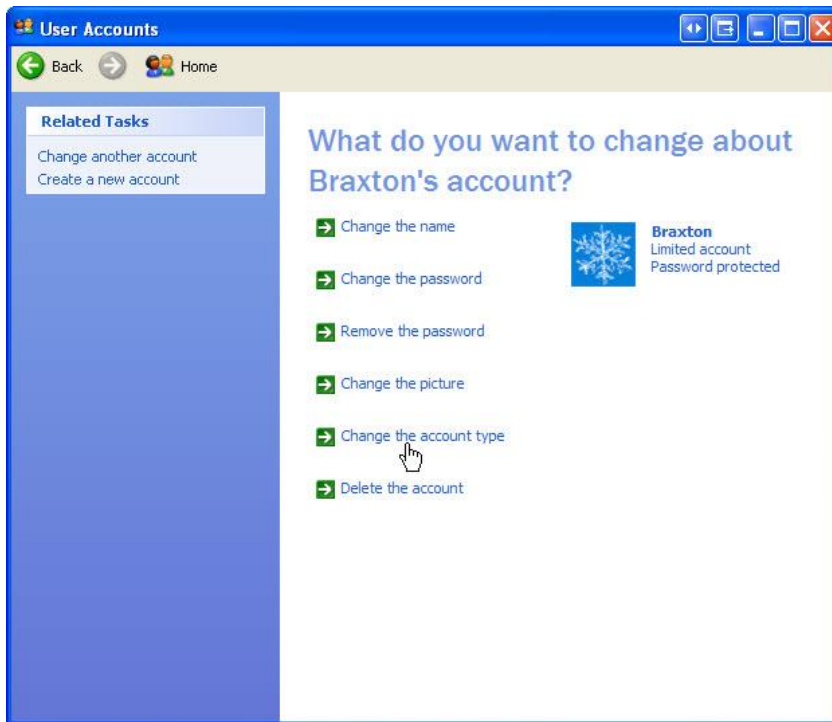 User Accounts
Back
Home
Related Tasks
Change another account
Create a new account
What do you want to change about
Braxton's account?
Change the name
Change the password
Remove the password
Change the picture
Change the account type
Delete the account
Braxton
Limited account
Password protected